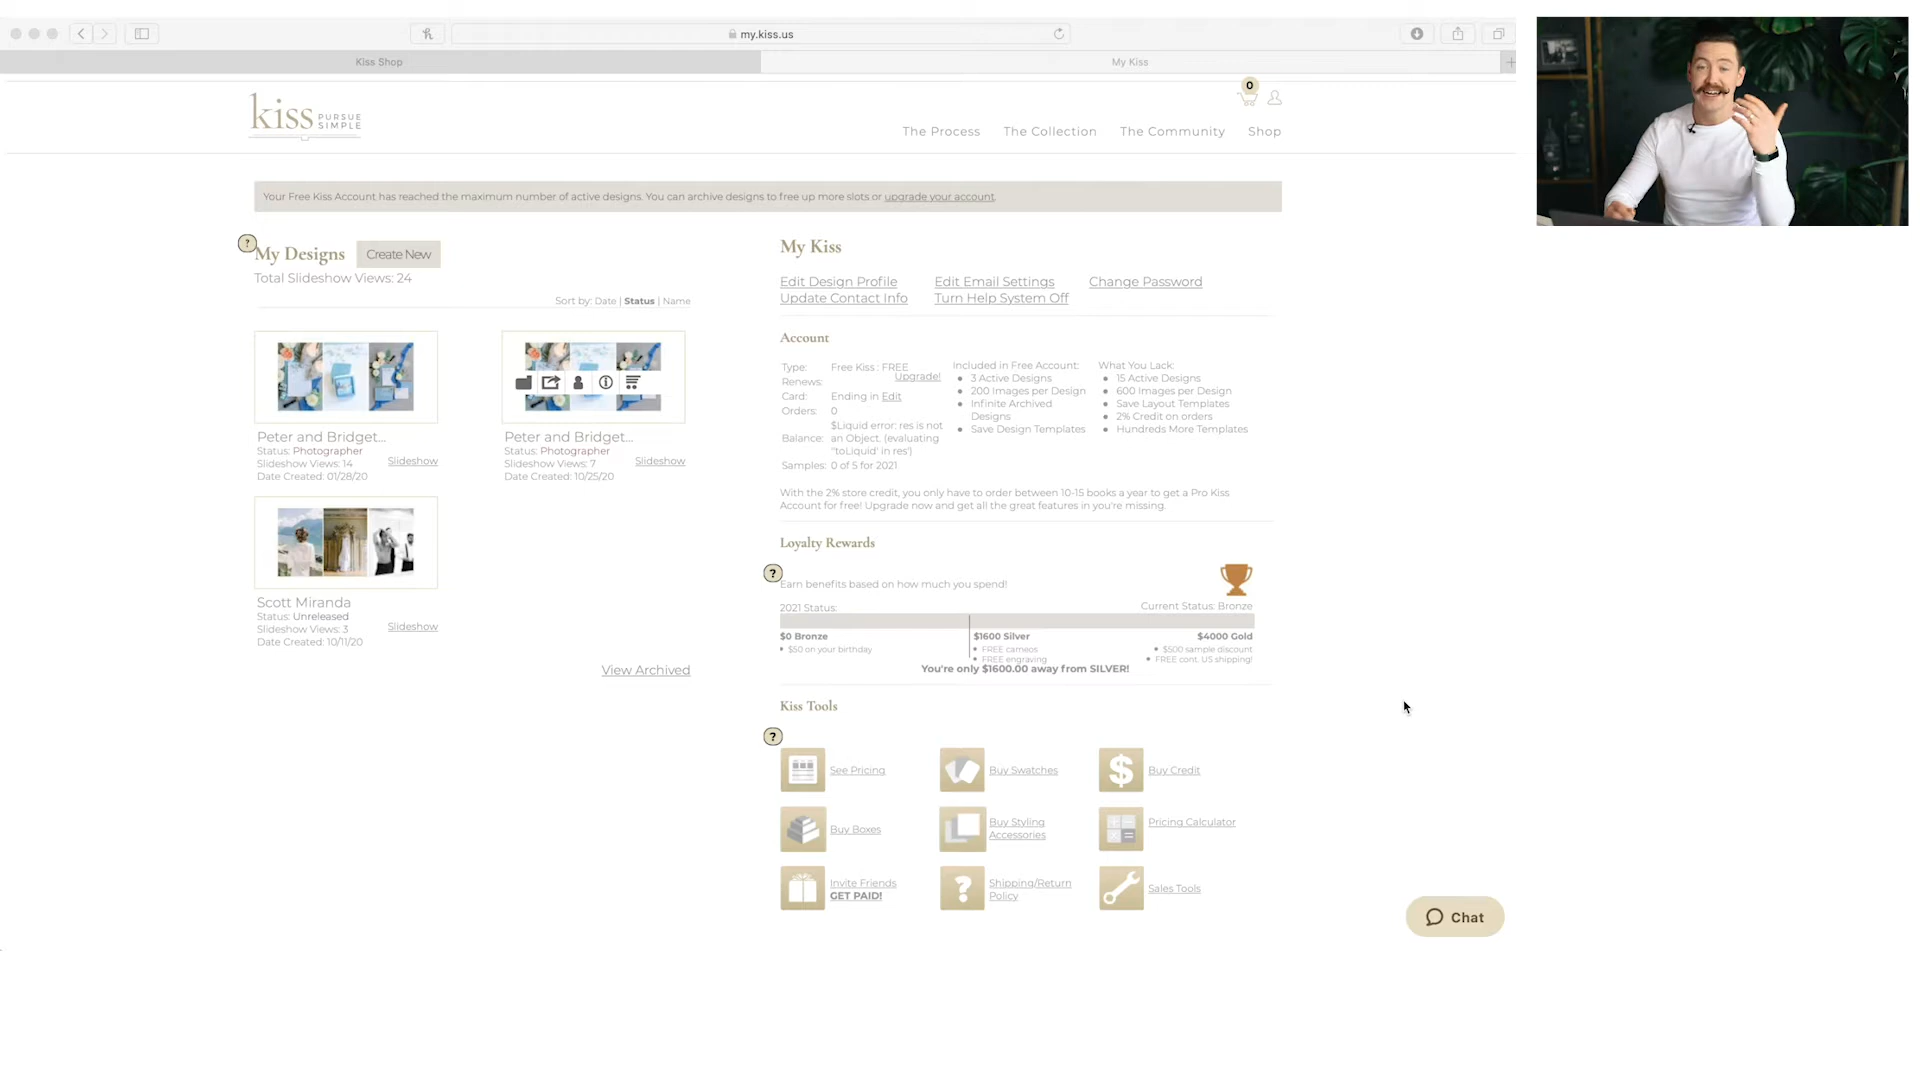 my.kiss.us
Kiss Shop
My Kiss
0
kiss PURSUE SIMPLE
The Process
The Collection
The Community
Shop
Your Free Kiss Account has reached the maximum number of active designs. You can archive designs to free up more slots or upgrade your account.
?
My Designs
Create New
Total Slideshow Views: 24
Sort by: Date | Status | Name
Peter and Bridget...
Status: Photographer
Slideshow Views: 14
Slideshow
Date Created: 01/28/20
Peter and Bridget...
Status: Photographer
Slideshow Views: 7
Slideshow
Date Created: 10/25/20
Scott Miranda
Status: Unreleased
Slideshow Views: 3
Slideshow
Date Created: 10/11/20
View Archived
My Kiss
Edit Design Profile
Edit Email Settings
Change Password
Update Contact Info
Turn Help System Off
Account
Type: Free Kiss : FREE
Upgrade!
Renews:
Card: Ending in Edit
Orders: 0
Balance: $Liquid error: res is not
an Object. (evaluating
"toLiquid' in res')
Samples: 0 of 5 for 2021
Included in Free Account:
3 Active Designs
200 Images per Design
Infinite Archived
Designs
Save Design Templates
What You Lack:
15 Active Designs
600 Images per Design
Save Layout Templates
2% Credit on orders
Hundreds More Templates
With the 2% store credit, you only have to order between 10-15 books a year to get a Pro Kiss
Account for free! Upgrade now and get all the great features in you're missing.
Loyalty Rewards
?
Earn benefits based on how much you spend!
2021 Status:
Current Status: Bronze
$0 Bronze
$50 on your birthday
$1600 Silver
FREE cameos
FREE engraving
$4000 Gold
$500 sample discount
FREE cont. US shipping!
You're only $1600.00 away from SILVER!
Kiss Tools
?
See Pricing
Buy Swatches
$
Buy Credit
Buy Boxes
Buy Styling
Accessories
Pricing Calculator
Invite Friends
GET PAID!
?
Shipping/Return
Policy
Sales Tools
Chat